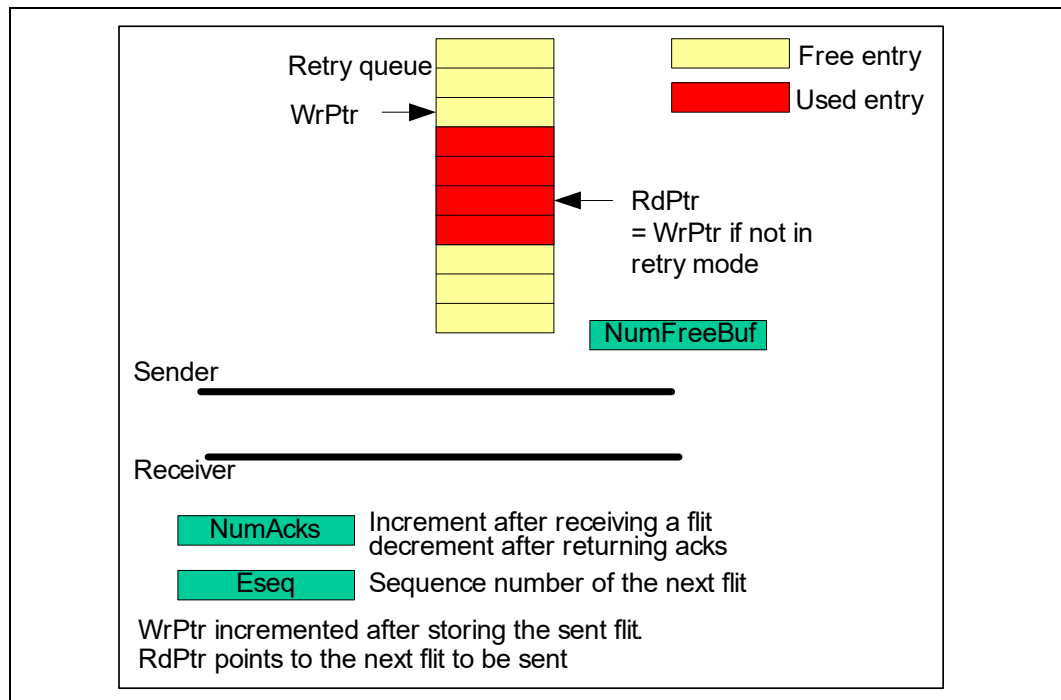 Retry queue
Free entry
WrPtr
Used entry
RdPtr
= WrPtr if not in
retry mode
NumFreeBuf
Sender
Receiver
NumAcks
Increment after receiving a flit
decrement after returning acks
Eseq
Sequence number of the next flit
WrPtr incremented after storing the sent flit.
RdPtr points to the next flit to be sent